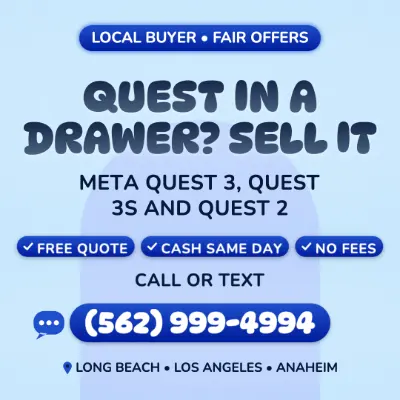 LOCAL BUYER • FAIR OFFERS
QUEST IN A
DRAWER? SELL IT
META QUEST 3, QUEST
3S AND QUEST 2
✓ FREE QUOTE ✓ CASH SAME DAY ✓ NO FEES
CALL OR TEXT
(562) 999-4994
LONG BEACH • LOS ANGELES • ANAHEIM